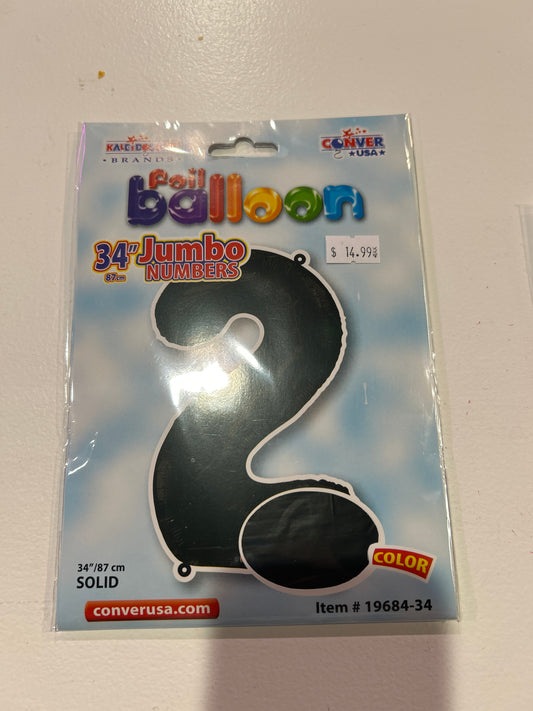 BRANDS
CONVER
USA
Foil
balloon
34" Jumbo
87cm NUMBERS
$ 14.99
34"/87 cm
SOLID
COLOR
converusa.com
Item # 19684-34